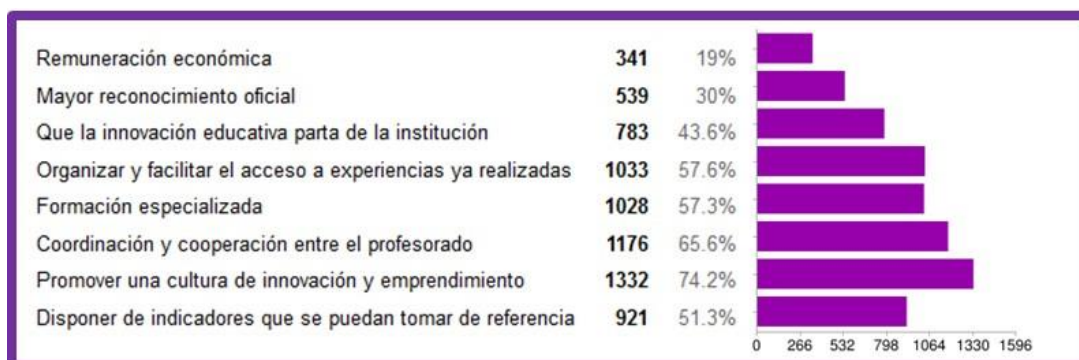 Remuneración económica 341 19%
Mayor reconocimiento oficial 539 30%
Que la innovación educativa parta de la institución 783 43.6%
Organizar y facilitar el acceso a experiencias ya realizadas 1033 57.6%
Formación especializada 1028 57.3%
Coordinación y cooperación entre el profesorado 1176 65.6%
Promover una cultura de innovación y emprendimiento 1332 74.2%
Disponer de indicadores que se puedan tomar de referencia 921 51.3%
0 266 532 798 1064 1330 1596